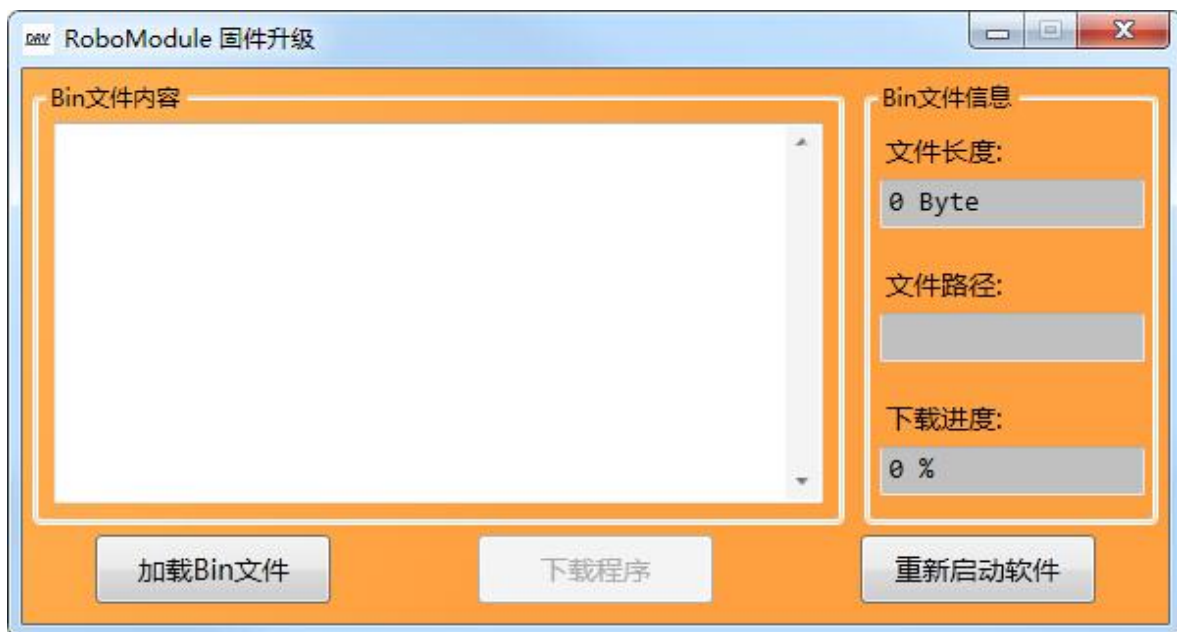 DRV RoboModule 固件升级
Bin文件内容
Bin文件信息
文件长度:
0 Byte
文件路径:
下载进度:
0 %
加载Bin文件
下载程序
重新启动软件